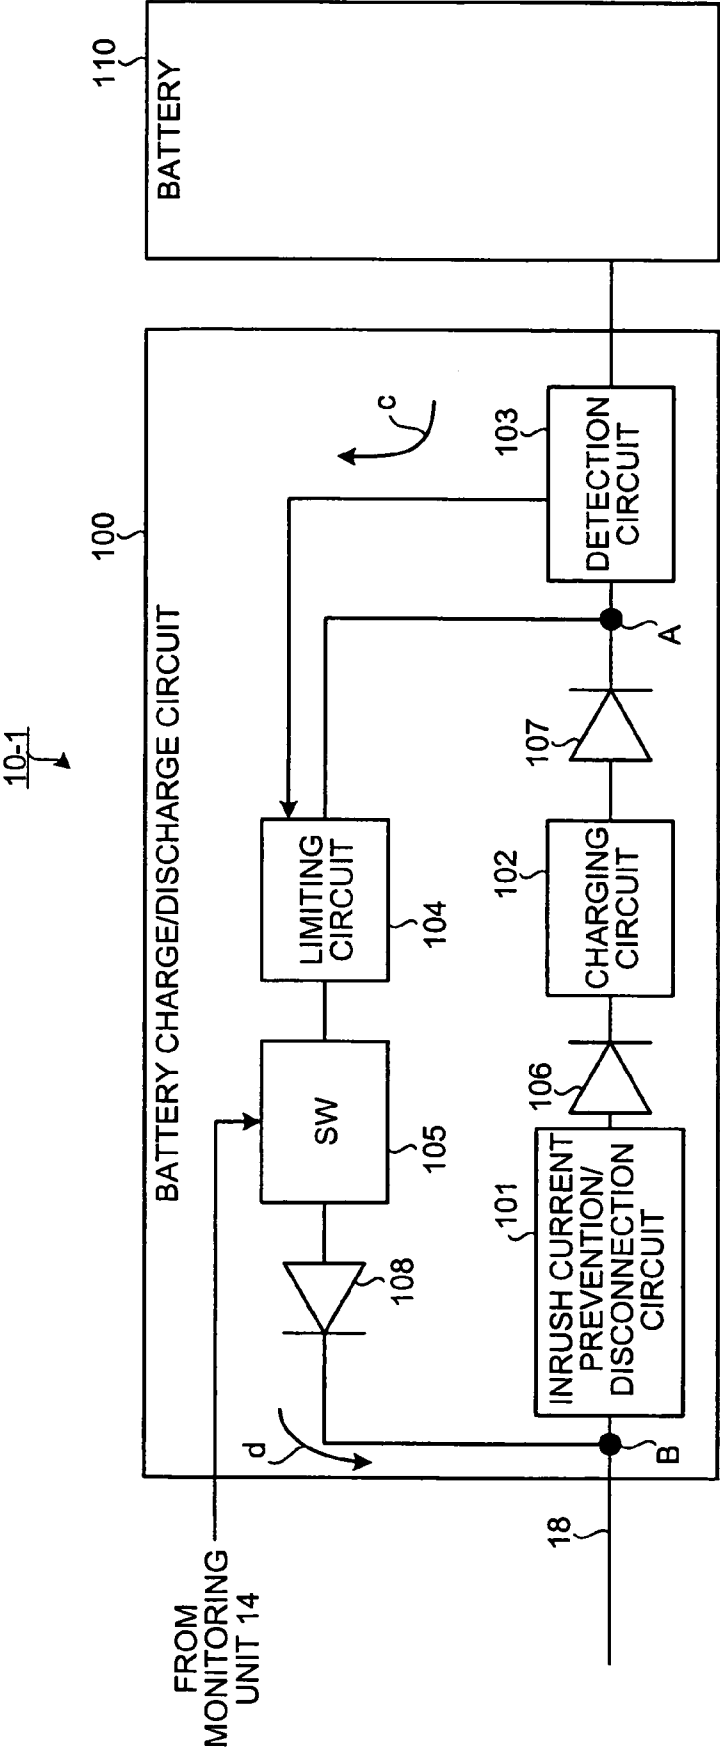 10-1
BATTERY CHARGE/DISCHARGE CIRCUIT
100
110
BATTERY
FROM
MONITORING
UNIT 14
d
108
SW
105
LIMITING
CIRCUIT
104
c
18
B
101
INRUSH CURRENT
PREVENTION/
DISCONNECTION
CIRCUIT
106
102
CHARGING
CIRCUIT
107
A
103
DETECTION
CIRCUIT